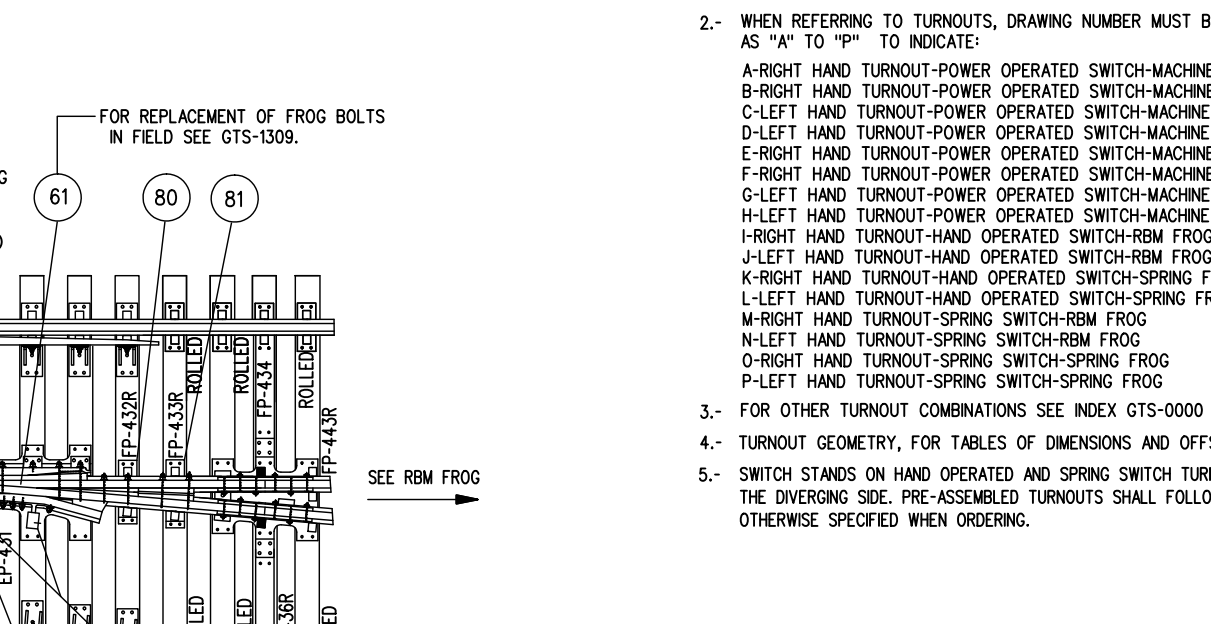 FOR REPLACEMENT OF FROG BOLTS
IN FIELD SEE GTS-1309.
61
80
81
ROLLED
ROLLED
FP-434
ROLLED
FP-432R
FP-433R
FP-443R
SEE RBM FROG
2.- WHEN REFERRING TO TURNOUTS, DRAWING NUMBER MUST B
AS "A" TO "P" TO INDICATE:
A-RIGHT HAND TURNOUT-POWER OPERATED SWITCH-MACHINE
B-RIGHT HAND TURNOUT-POWER OPERATED SWITCH-MACHINE
C-LEFT HAND TURNOUT-POWER OPERATED SWITCH-MACHINE
D-LEFT HAND TURNOUT-POWER OPERATED SWITCH-MACHINE
E-RIGHT HAND TURNOUT-POWER OPERATED SWITCH-MACHINE
F-RIGHT HAND TURNOUT-POWER OPERATED SWITCH-MACHINE
G-LEFT HAND TURNOUT-POWER OPERATED SWITCH-MACHINE
H-LEFT HAND TURNOUT-POWER OPERATED SWITCH-MACHINE
I-RIGHT HAND TURNOUT-HAND OPERATED SWITCH-RBM FROG
J-LEFT HAND TURNOUT-HAND OPERATED SWITCH-RBM FROG
K-RIGHT HAND TURNOUT-HAND OPERATED SWITCH-SPRING F
L-LEFT HAND TURNOUT-HAND OPERATED SWITCH-SPRING FR
M-RIGHT HAND TURNOUT-SPRING SWITCH-RBM FROG
N-LEFT HAND TURNOUT-SPRING SWITCH-RBM FROG
O-RIGHT HAND TURNOUT-SPRING SWITCH-SPRING FROG
P-LEFT HAND TURNOUT-SPRING SWITCH-SPRING FROG
3.- FOR OTHER TURNOUT COMBINATIONS SEE INDEX GTS-0000
4.- TURNOUT GEOMETRY, FOR TABLES OF DIMENSIONS AND OFFS
5.- SWITCH STANDS ON HAND OPERATED AND SPRING SWITCH TUR
THE DIVERGING SIDE. PRE-ASSEMBLED TURNOUTS SHALL FOLLO
OTHERWISE SPECIFIED WHEN ORDERING.